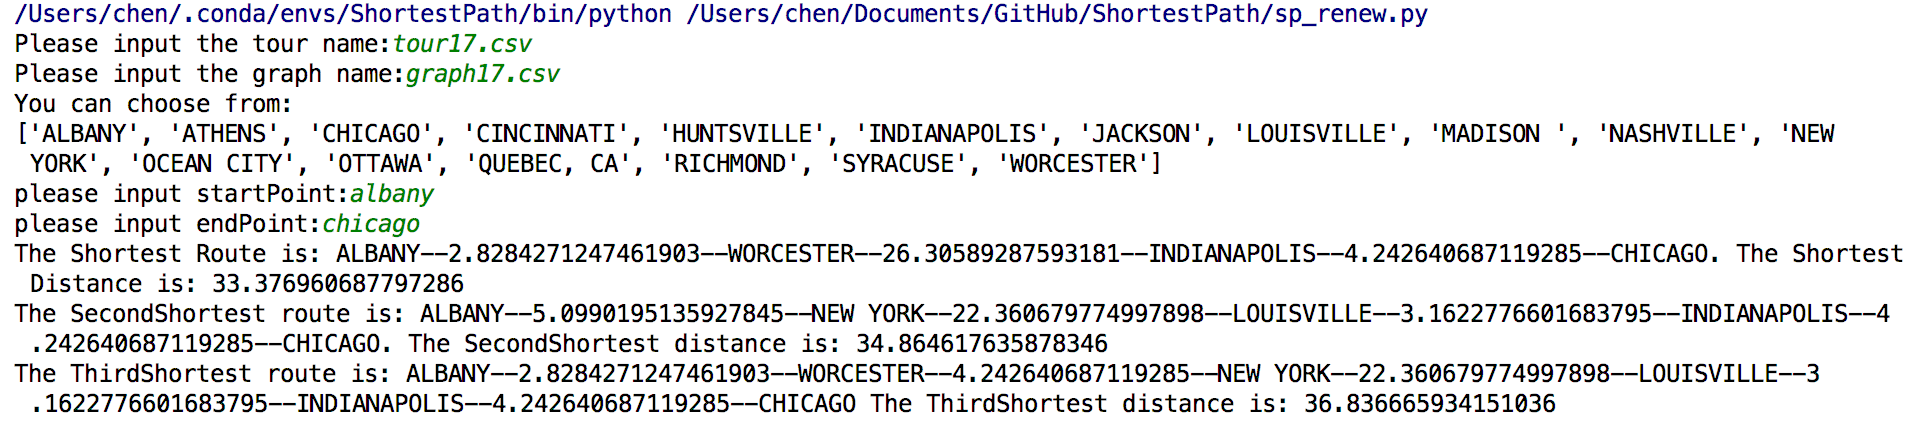 /Users/chen/.conda/envs/ShortestPath/bin/python /Users/chen/Documents/GitHub/ShortestPath/sp_renew.py
Please input the tour name:tour17.csv
Please input the graph name:graph17.csv
You can choose from:
['ALBANY', 'ATHENS', 'CHICAGO', 'CINCINNATI', 'HUNTSVILLE', 'INDIANAPOLIS', 'JACKSON', 'LOUISVILLE', 'MADISON ', 'NASHVILLE', 'NEW
YORK', 'OCEAN CITY', 'OTTAWA', 'QUEBEC, CA', 'RICHMOND', 'SYRACUSE', 'WORCESTER']
please input startPoint:albany
please input endPoint:chicago
The Shortest Route is: ALBANY--2.8284271247461903--WORCESTER--26.30589287593181--INDIANAPOLIS--4.242640687119285--CHICAGO. The Shortest
Distance is: 33.376960687797286
The SecondShortest route is: ALBANY--5.0990195135927845--NEW YORK--22.360679774997898--LOUISVILLE--3.1622776601683795--INDIANAPOLIS--4
.242640687119285--CHICAGO. The SecondShortest distance is: 34.864617635878346
The ThirdShortest route is: ALBANY--2.8284271247461903--WORCESTER--4.242640687119285--NEW YORK--22.360679774997898--LOUISVILLE--3
.1622776601683795--INDIANAPOLIS--4.242640687119285--CHICAGO The ThirdShortest distance is: 36.836665934151036